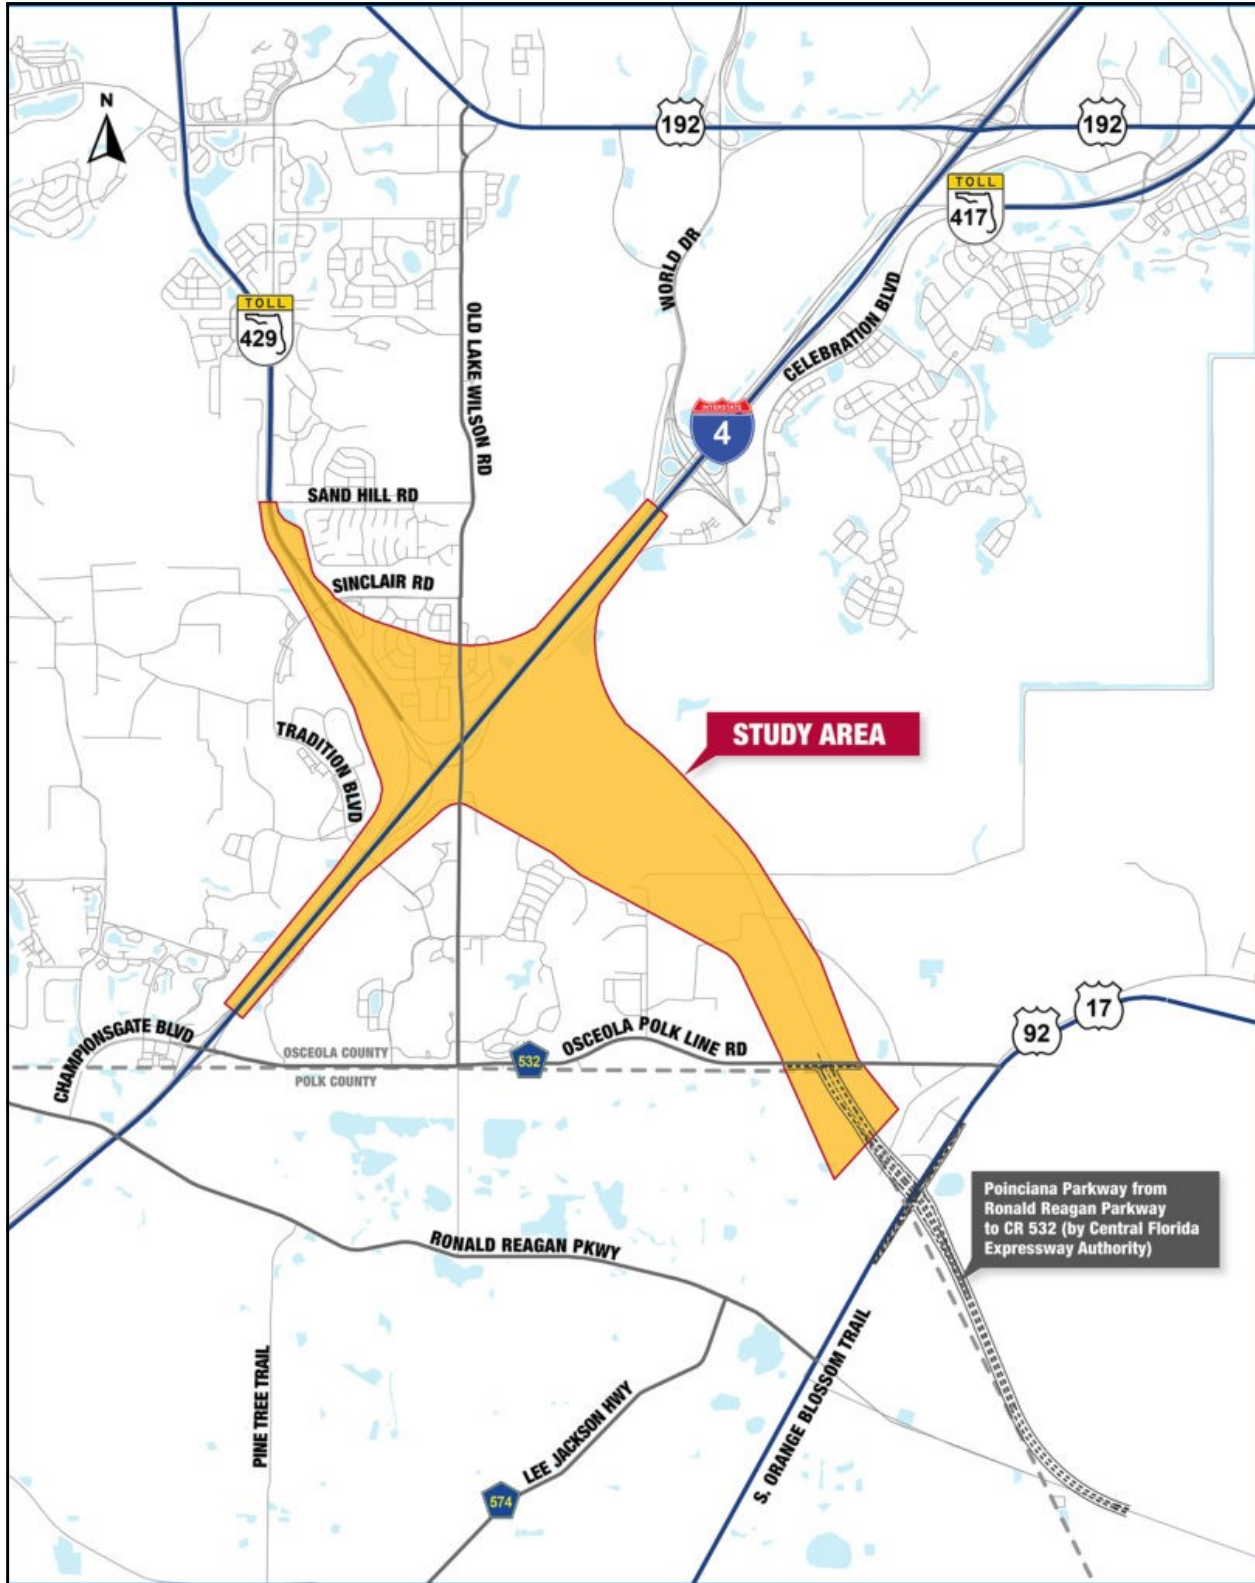 N
192
192
TOLL
417
WORLD DR
TOLL
429
OLD LAKE WILSON RD
CELEBRATION BLVD
INTERSTATE
4
SAND HILL RD
SINCLAIR RD
TRADITION BLVD
STUDY AREA
17
92
CHAMPIONSGATE BLVD
OSCEOLA COUNTY
532
OSCEOLA POLK LINE RD
POLK COUNTY
Poinciana Parkway from
Ronald Reagan Parkway
to CR 532 (by Central Florida
Expressway Authority)
RONALD REAGAN PKWY
PINE TREE TRAIL
LEE JACKSON HWY
S. ORANGE BLOSSOM TRAIL
574